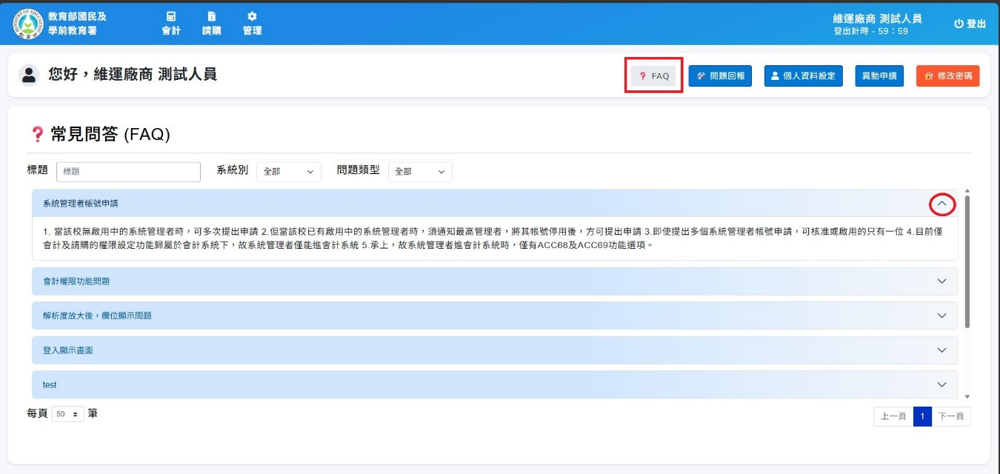 教育部國民及
學前教育署
會計
請購
管理
維運廠商 測試人員
登出計時 - 59：59
登出
您好，維運廠商 測試人員
FAQ
問題回報
個人資料設定
異動申請
修改密碼
常見問答 (FAQ)
標題 標題 系統別 全部 問題類型 全部
系統管理者帳號申請
1. 當該校無啟用中的系統管理者時，可多次提出申請 2.但當該校已有啟用中的系統管理者時，須通知最高管理者，將其帳號停用後，方可提出申請 3.即使提出多個系統管理者帳號申請，可核准或啟用的只有一位 4.目前僅
會計及請購的權限設定功能歸屬於會計系統下，故系統管理者僅能進會計系統 5.承上，故系統管理者進會計系統時，僅有ACC68及ACC69功能選項。
會計權限功能問題
解析度放大後，欄位顯示問題
登入顯示畫面
test
每頁 50 筆
上一頁 1 下一頁